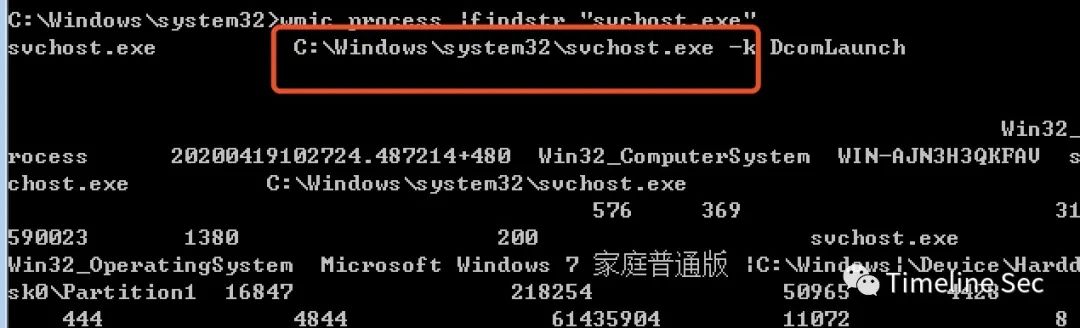 C:\Windows\system32>wmic process |findstr "svchost.exe"
svchost.exe C:\Windows\system32\svchost.exe -k DcomLaunch
Win32_
rocess 20200419102724.487214+480 Win32_ComputerSystem WIN-AJN3H3QKFAV s
chost.exe C:\Windows\system32\svchost.exe
576 369 31
590023 1380 200 svchost.exe
Win32_OperatingSystem Microsoft Windows 7 家庭普通版 |C:\Windows|\Device\Hardd
sk0\Partition1 16847 218254 50965 4428
Timeline Sec
444 4844 61435904 11072 8